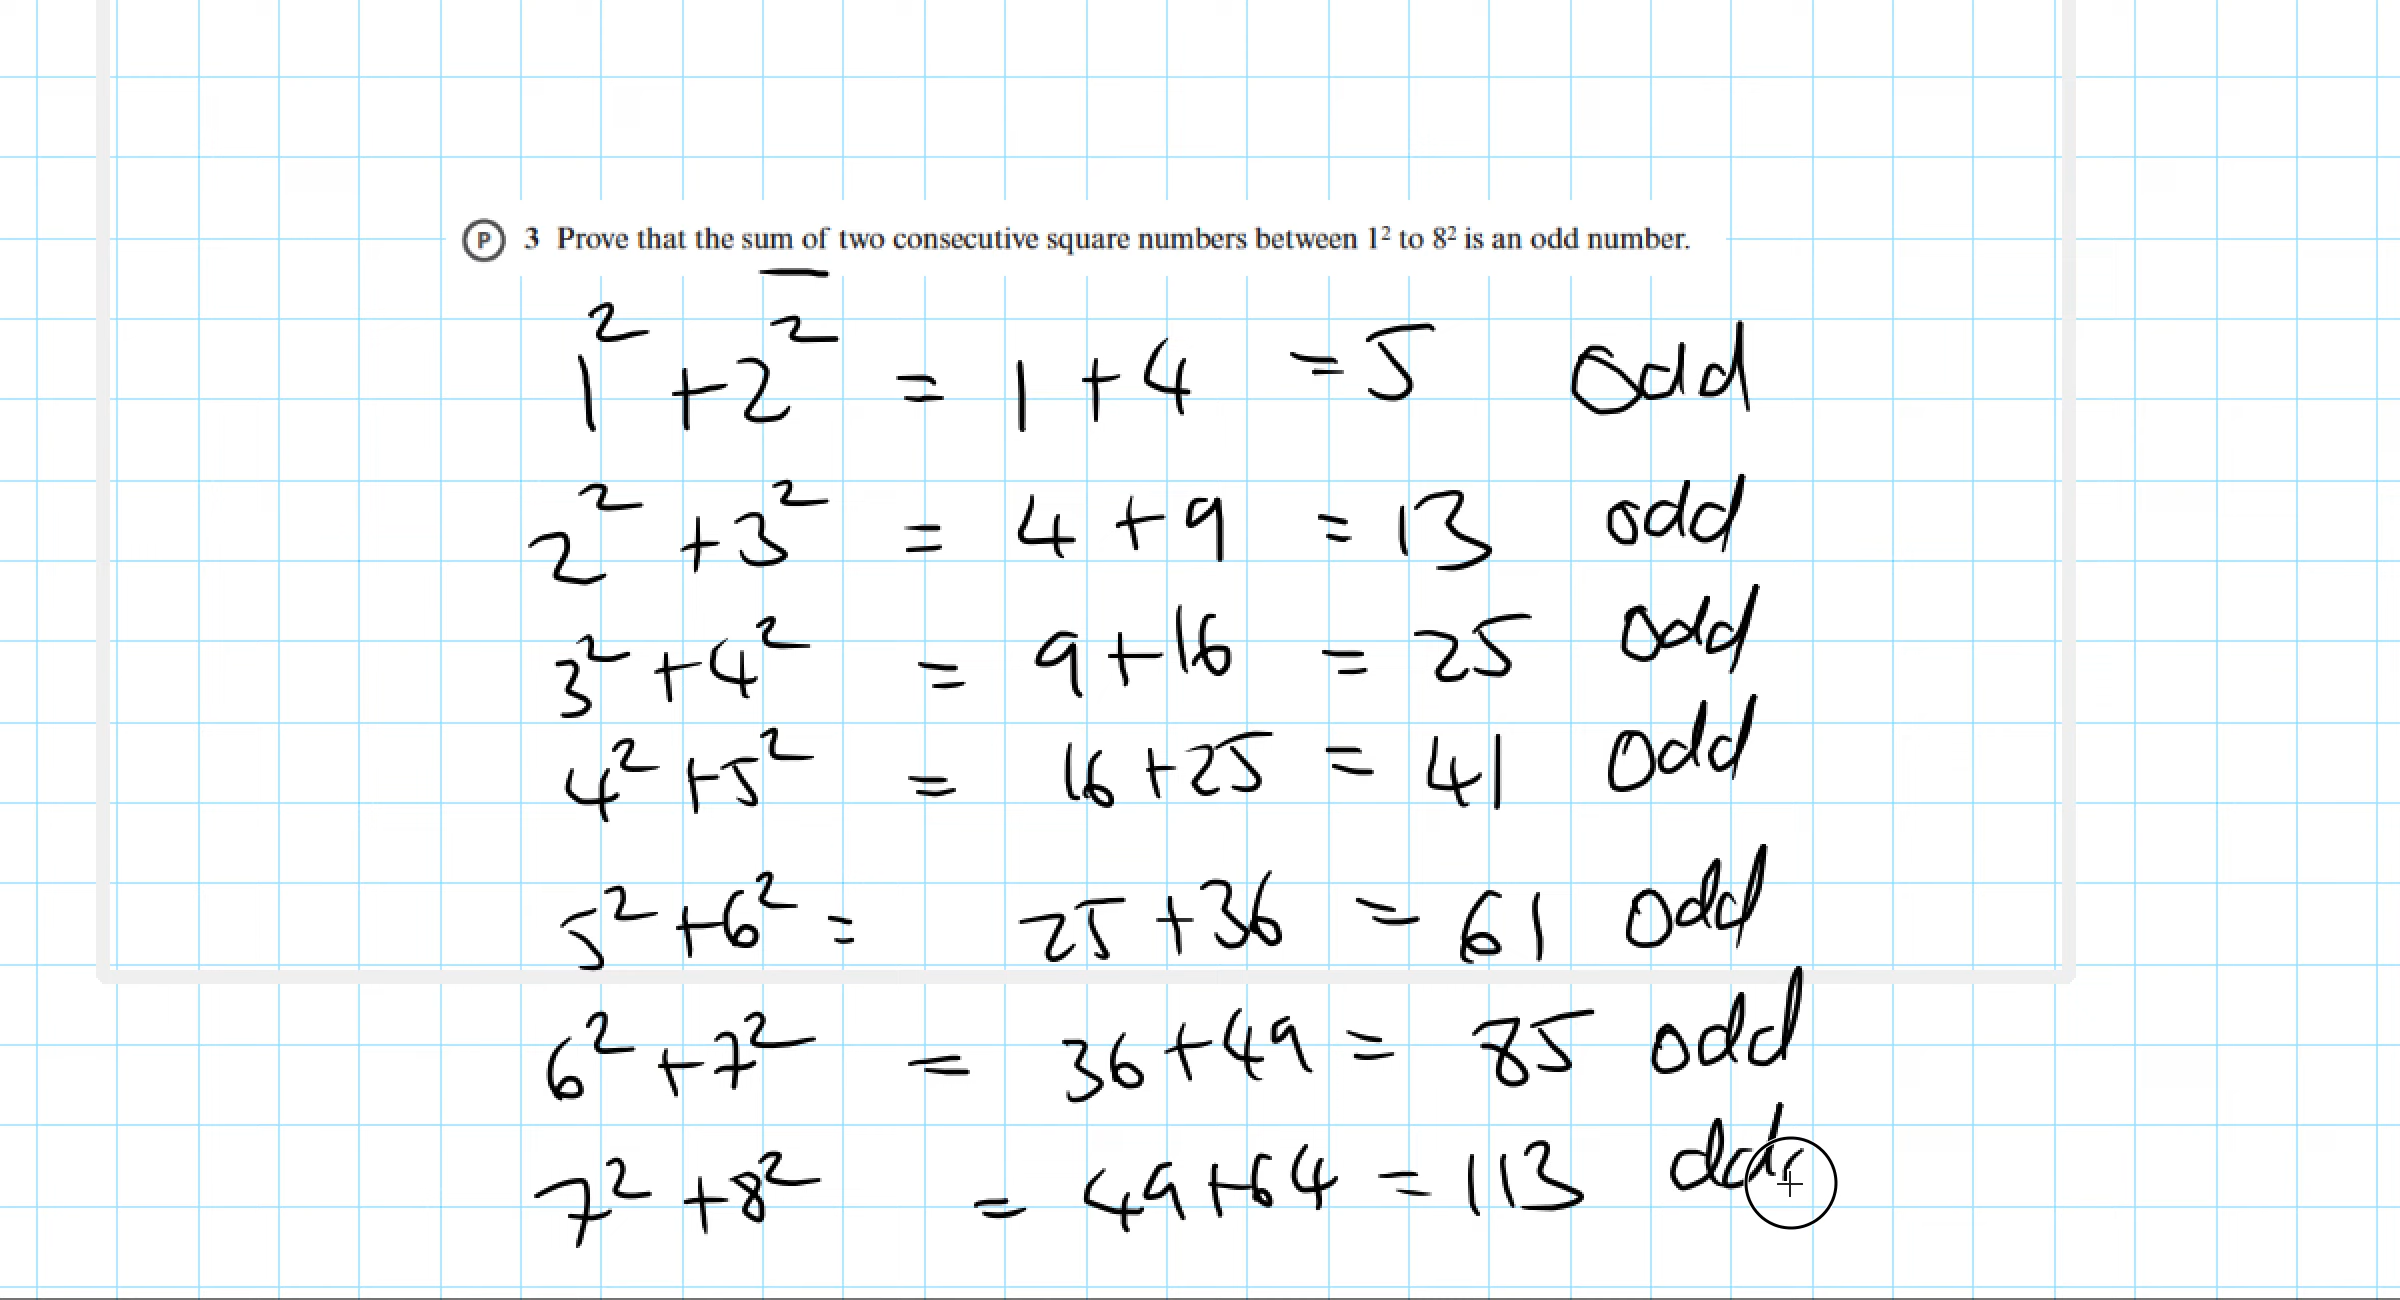 P 3 Prove that the sum of two consecutive square numbers between 1² to 8² is an odd number.
1² + 2² = 1 + 4 = 5 Odd
2² + 3² = 4 + 9 = 13 odd
3² + 4² = 9 + 16 = 25 Odd
4² + 5² = 16 + 25 = 41 Odd
5² + 6² = 25 + 36 = 61 Odd
6² + 7² = 36 + 49 = 85 odd
7² + 8² = 49 + 64 = 113